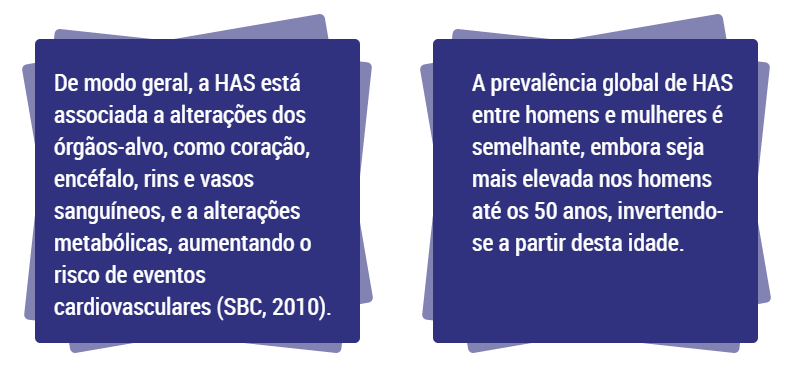 De modo geral, a HAS está
associada a alterações dos
órgãos-alvo, como coração,
encéfalo, rins e vasos
sanguíneos, e a alterações
metabólicas, aumentando o
risco de eventos
cardiovasculares (SBC, 2010).
A prevalência global de HAS
entre homens e mulheres é
semelhante, embora seja
mais elevada nos homens
até os 50 anos, invertendo-
se a partir desta idade.